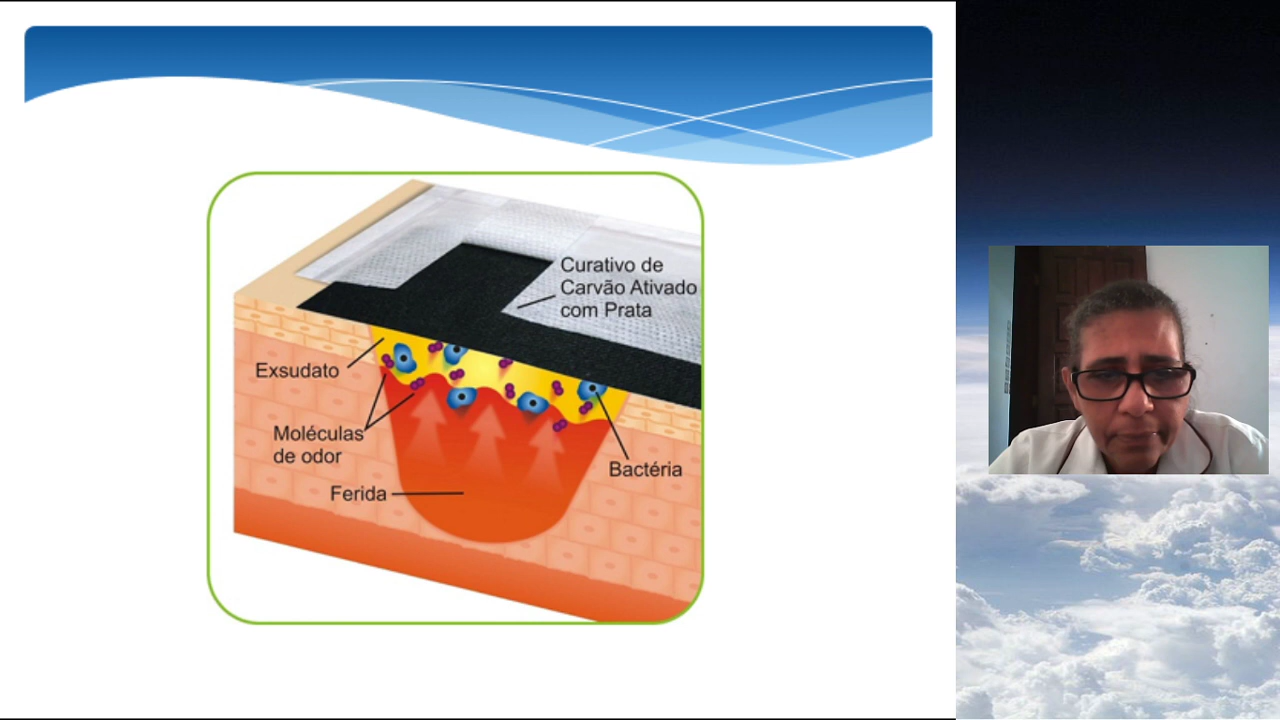 Curativo de
Carvão Ativado
com Prata
Exsudato
Moléculas
de odor
Bactéria
Ferida